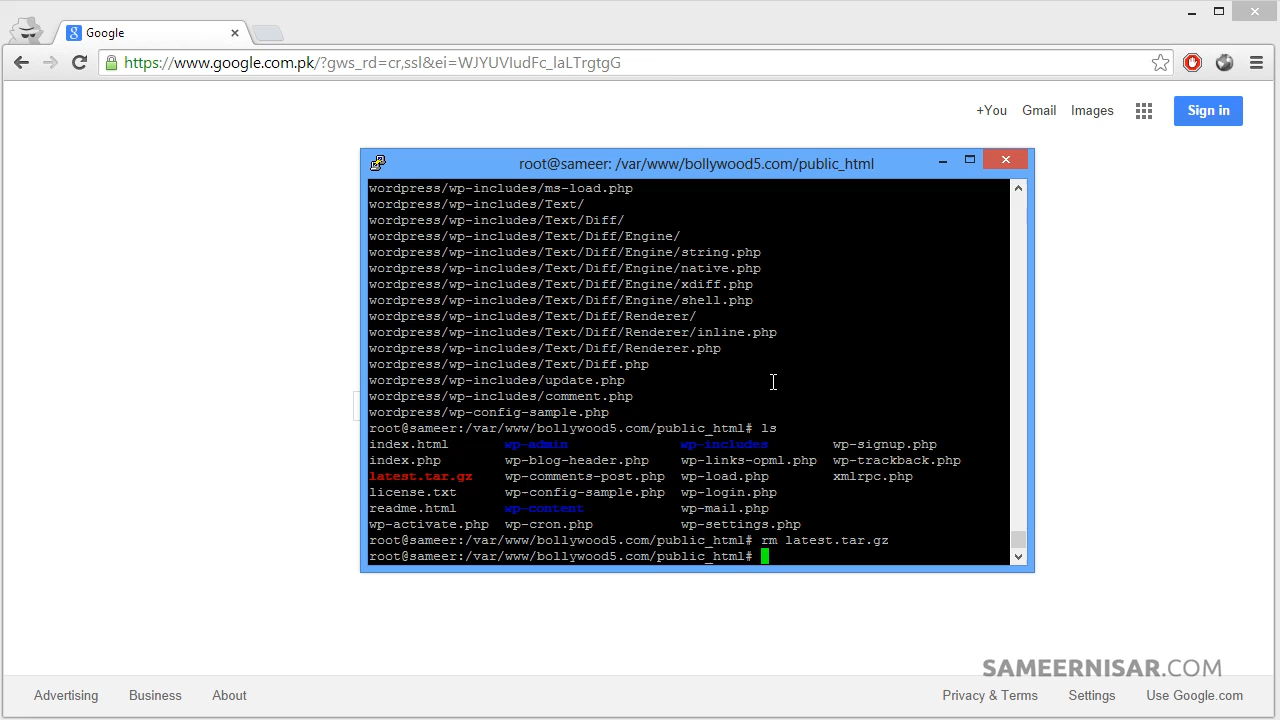 Google
https://www.google.com.pk/?gws_rd=cr,ssl&ei=WJYUVIudFc_laLTrgtgG
+You Gmail Images Sign in
root@sameer: /var/www/bollywood5.com/public_html
wordpress/wp-includes/ms-load.php
wordpress/wp-includes/Text/
wordpress/wp-includes/Text/Diff/
wordpress/wp-includes/Text/Diff/Engine/
wordpress/wp-includes/Text/Diff/Engine/string.php
wordpress/wp-includes/Text/Diff/Engine/native.php
wordpress/wp-includes/Text/Diff/Engine/xdiff.php
wordpress/wp-includes/Text/Diff/Engine/shell.php
wordpress/wp-includes/Text/Diff/Renderer/
wordpress/wp-includes/Text/Diff/Renderer/inline.php
wordpress/wp-includes/Text/Diff/Renderer.php
wordpress/wp-includes/Text/Diff.php
wordpress/wp-includes/update.php
wordpress/wp-includes/comment.php
wordpress/wp-config-sample.php
root@sameer:/var/www/bollywood5.com/public_html# ls
index.html wp-admin wp-includes wp-signup.php
index.php wp-blog-header.php wp-links-opml.php wp-trackback.php
latest.tar.gz wp-comments-post.php wp-load.php xmlrpc.php
license.txt wp-config-sample.php wp-login.php
readme.html wp-content wp-mail.php
wp-activate.php wp-cron.php wp-settings.php
root@sameer:/var/www/bollywood5.com/public_html# rm latest.tar.gz
root@sameer:/var/www/bollywood5.com/public_html#
SAMEERNISAR.COM
Advertising Business About Privacy & Terms Settings Use Google.com